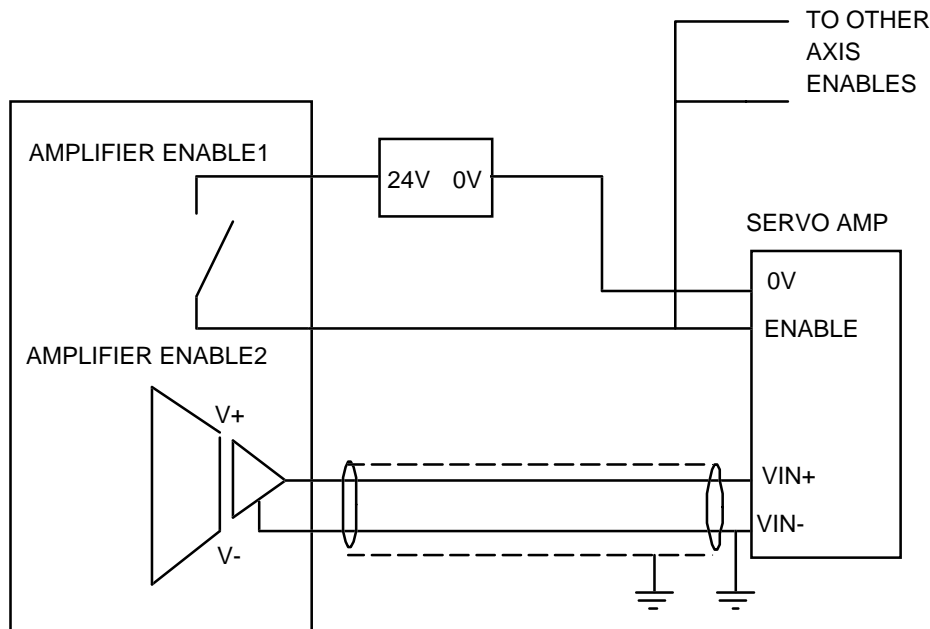 TO OTHER
AXIS
ENABLES
AMPLIFIER ENABLE1
24V 0V
SERVO AMP
0V
ENABLE
AMPLIFIER ENABLE2
V+
VIN+
VIN-
V-